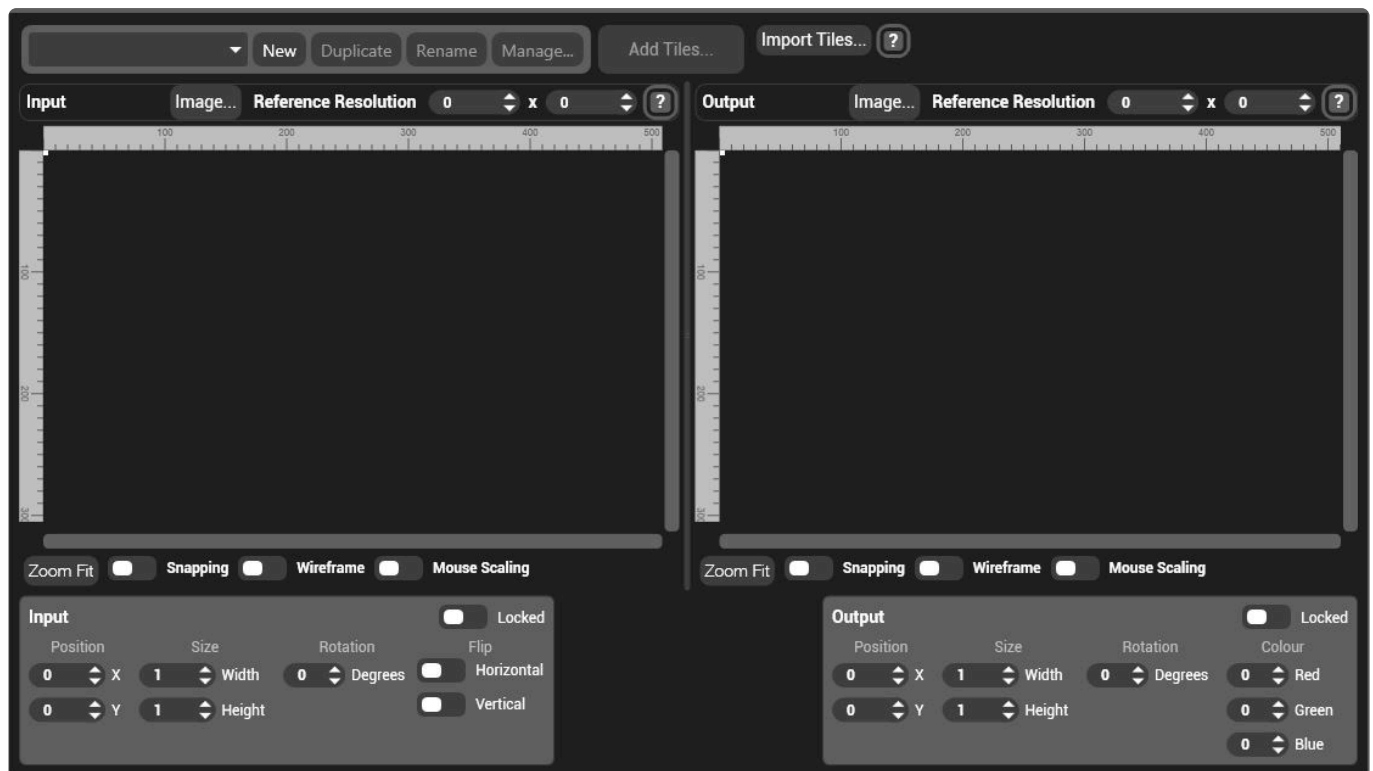 New Duplicate Rename Manage... Add Tiles... Import Tiles... ?
Input Image... Reference Resolution 0 x 0 ?
Output Image... Reference Resolution 0 x 0 ?
100 200 300 400 500
100 200 300 400 500
100
200
300
100
200
300
Zoom Fit Snapping Wireframe Mouse Scaling
Zoom Fit Snapping Wireframe Mouse Scaling
Input Locked
Position Size Rotation Flip
0 X 1 Width 0 Degrees Horizontal
0 Y 1 Height Vertical
Output Locked
Position Size Rotation Colour
0 X 1 Width 0 Degrees 0 Red
0 Y 1 Height 0 Green
0 Blue